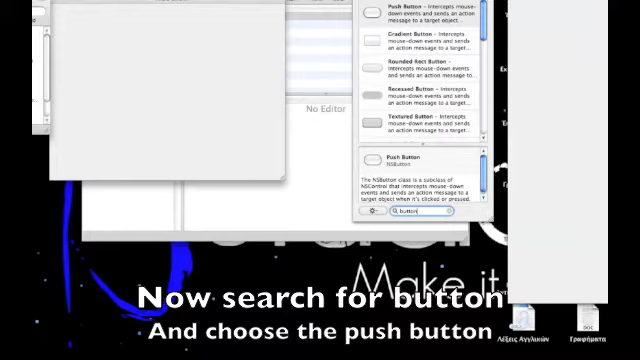 Push Button – Intercepts
mouse-down events and sends an
action message to a target object...
Gradient Button – Intercepts
mouse-down events and sends an
action message to a target...
Rounded Rect Button –
Intercepts mouse-down events
and sends an action message to a...
Recessed Button – Intercepts
mouse-down events and sends an
action message to a target...
Textured Button – Intercepts
mouse-down events and sends an
action message to a target...
No Editor
Push Button
NSButton
The NSButton class is a subclass of
NSControl that intercepts mouse-down
events and sends an action message to a
target object when it's clicked or pressed.
button
Make it
Now search for button
And choose the push button
Λέξεις Αγγλικών
Γραφήματα